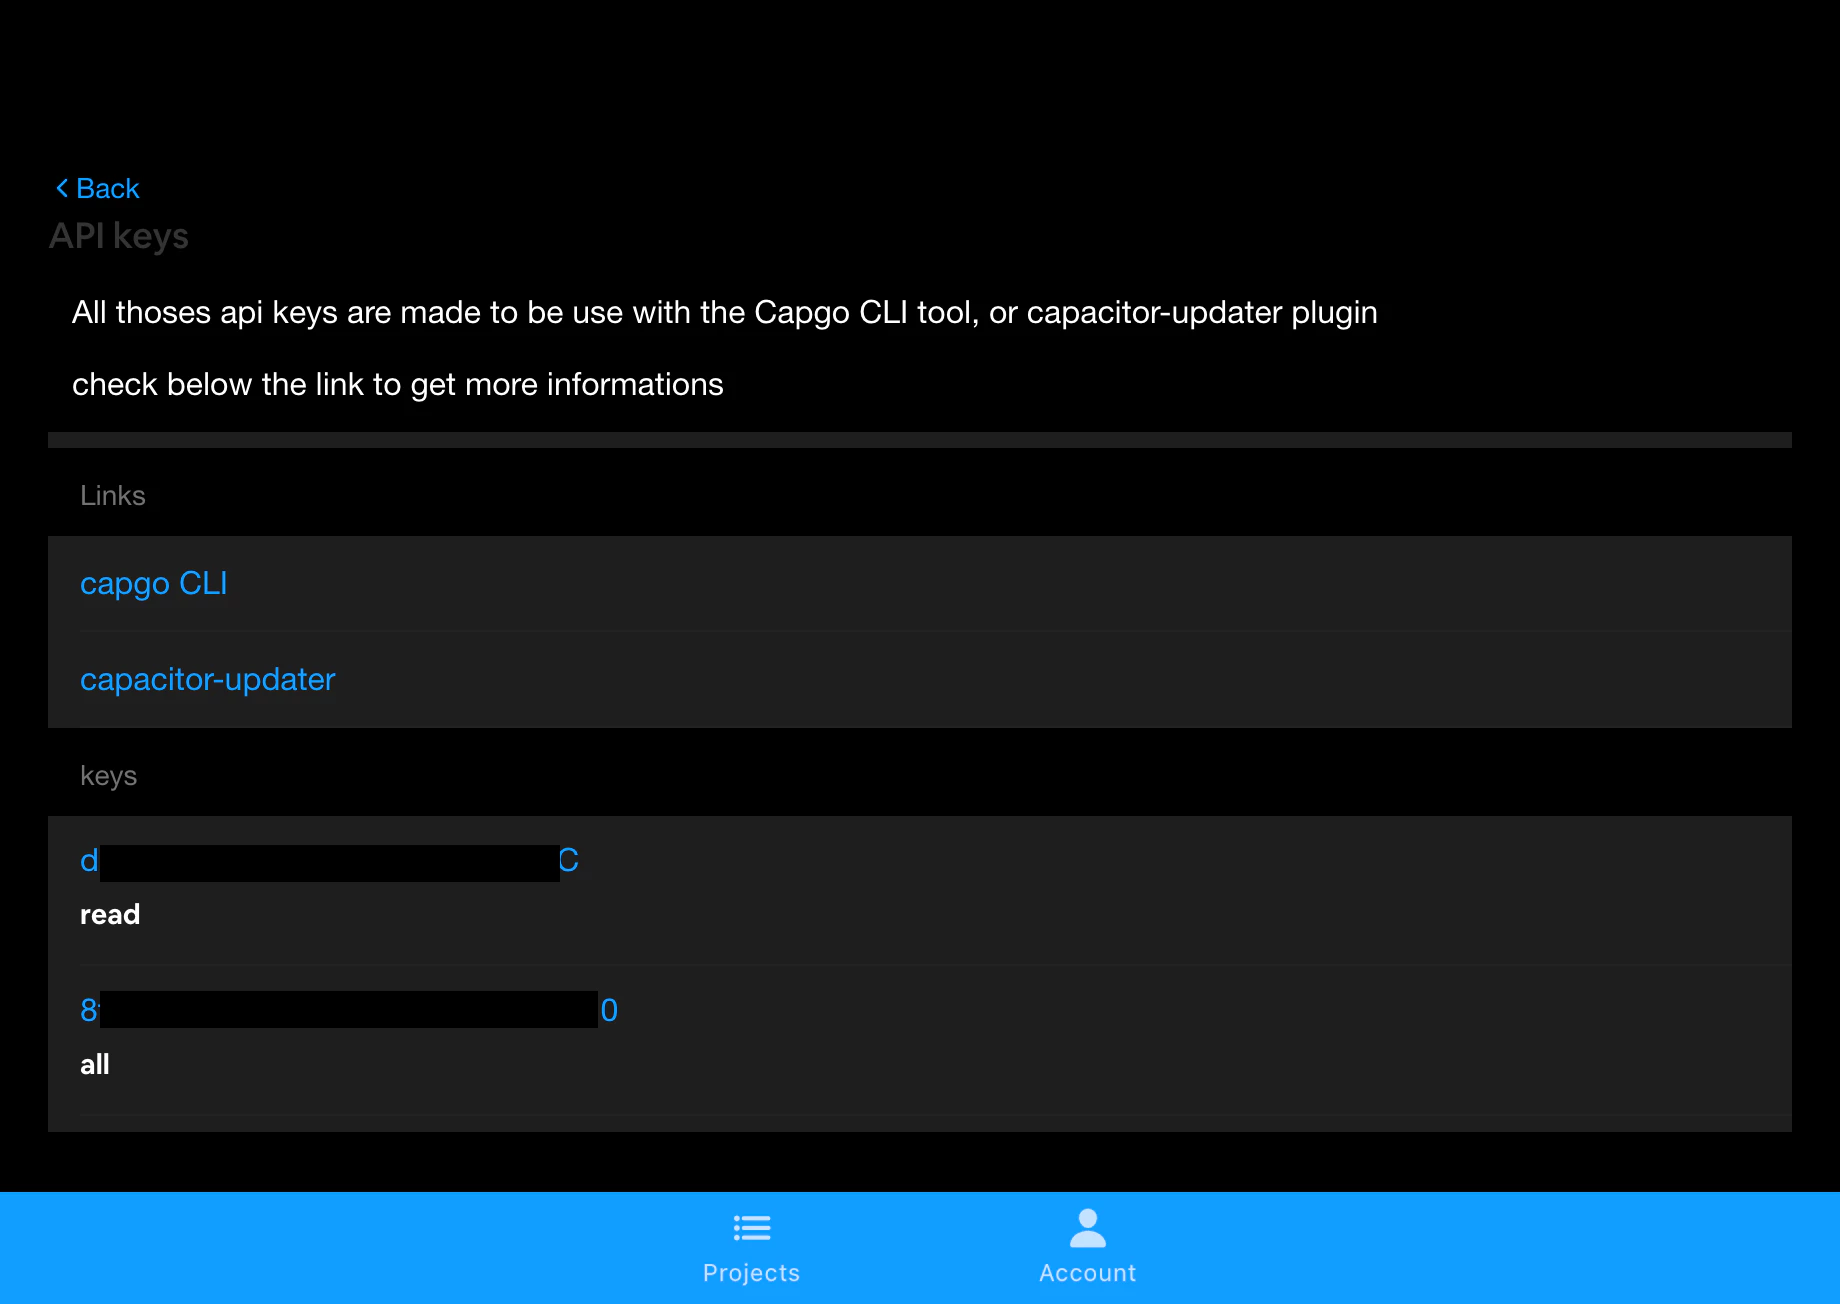 Back
API keys
All thoses api keys are made to be use with the Capgo CLI tool, or capacitor-updater plugin
check below the link to get more informations
Links
capgo CLI
capacitor-updater
keys
d C
read
8 0
all
Projects
Account